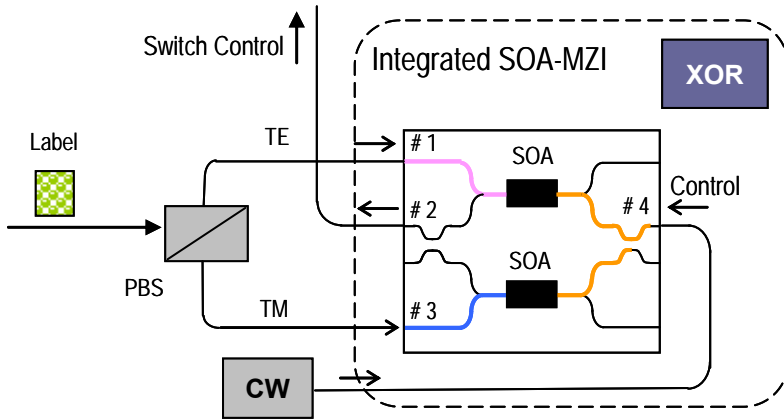 Switch Control
Integrated SOA-MZI
XOR
Label
TE
# 1
SOA
# 2
# 4
Control
PBS
SOA
TM
# 3
CW